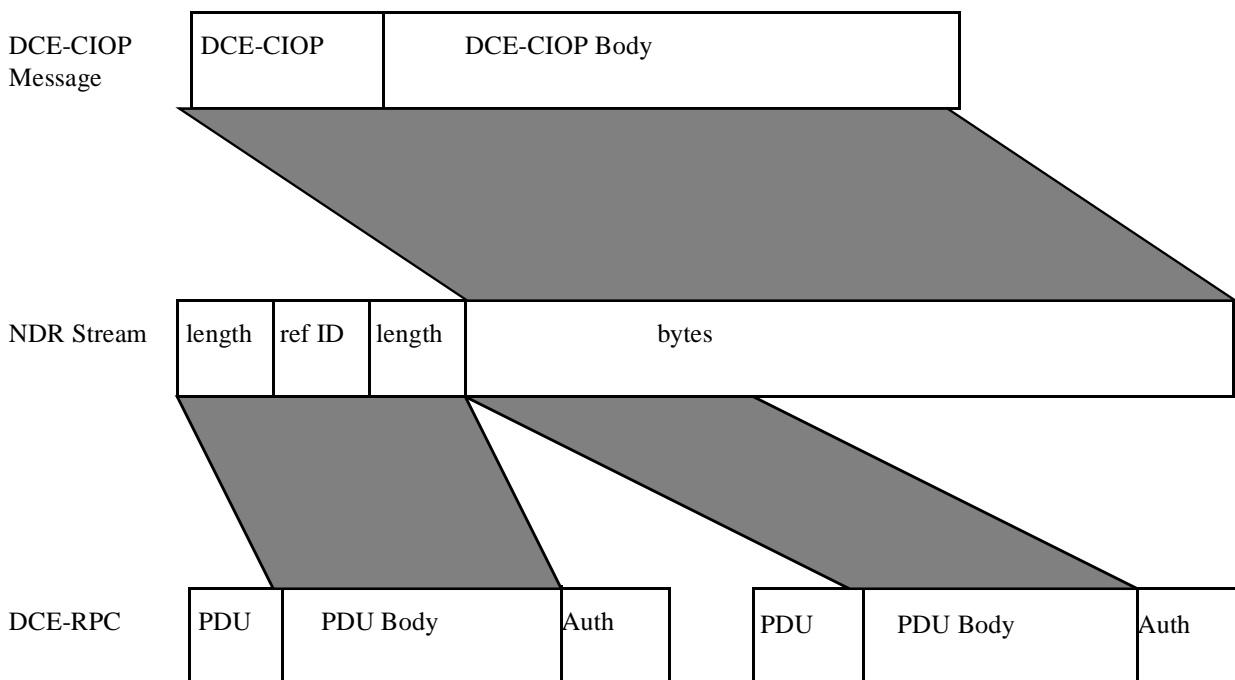 DCE-CIOP Message
DCE-CIOP
DCE-CIOP Body
NDR Stream
length
ref ID
length
bytes
DCE-RPC
PDU
PDU Body
Auth
PDU
PDU Body
Auth